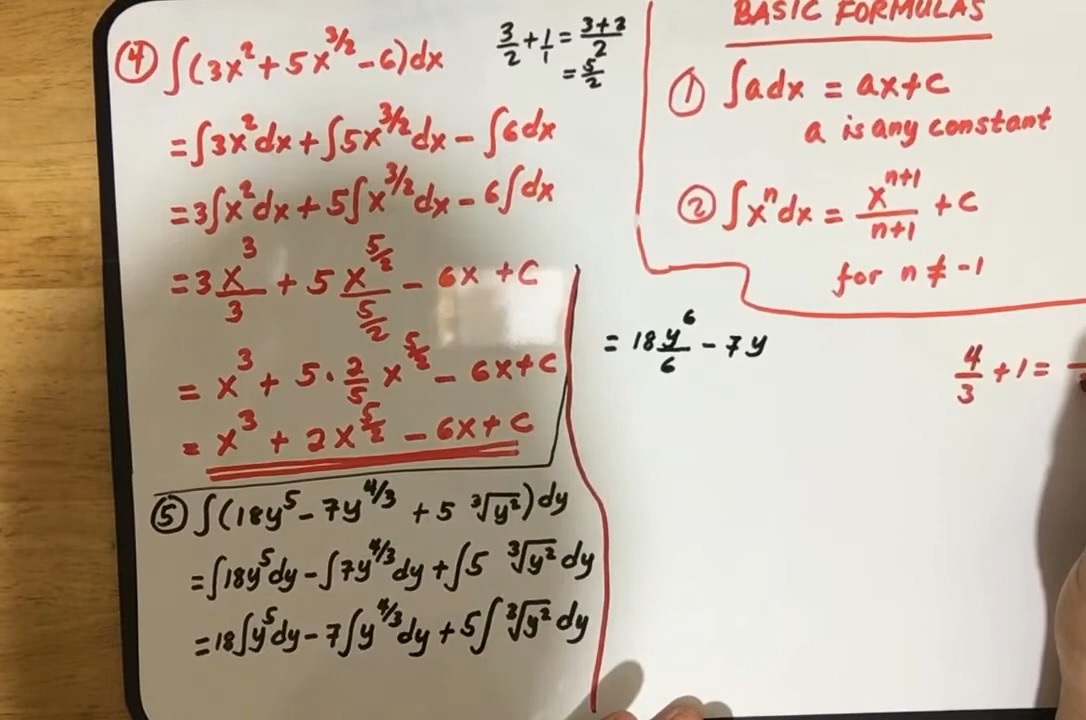 ④ ∫(3x² + 5x^{3/2} - 6)dx
= ∫3x²dx + ∫5x^{3/2}dx - ∫6dx
= 3∫x²dx + 5∫x^{3/2}dx - 6∫dx
= 3 x³/3 + 5 x^{5/2}/(5/2) - 6x + C
= x³ + 5 · 2/5 x^{5/2} - 6x + C
= x³ + 2x^{5/2} - 6x + C
3/2 + 1/1 = (3+2)/2
= 5/2
⑤ ∫(18y⁵ - 7y^{4/3} + 5 ∛y²)dy
= ∫18y⁵dy - ∫7y^{4/3}dy + ∫5 ∛y² dy
= 18∫y⁵dy - 7∫y^{4/3}dy + 5∫∛y² dy
BASIC FORMULAS
① ∫adx = ax+c
a is any constant
② ∫xⁿdx = x^{n+1}/(n+1) + c
for n ≠ -1
= 18 y⁶/6 - 7y
4/3 + 1 =